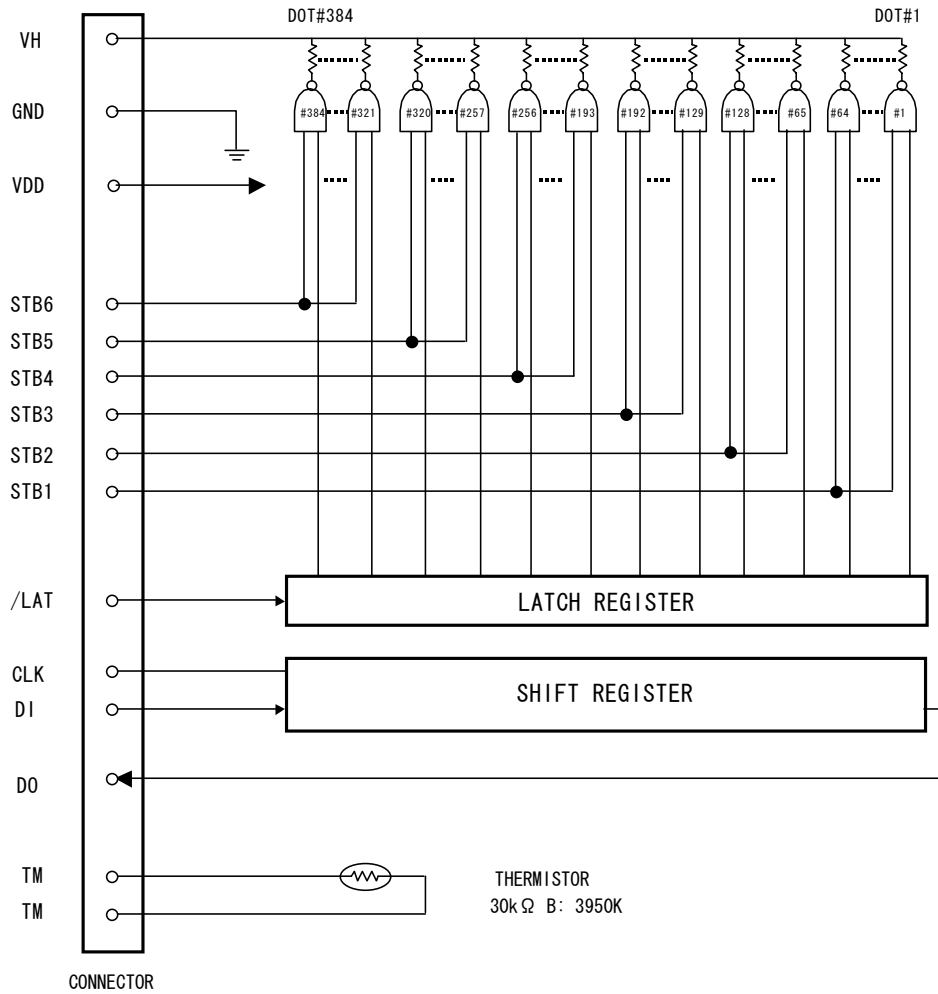 DOT#384
DOT#1
VH
GND
#384 #321 #320 #257 #256 #193 #192 #129 #128 #65 #64 #1
VDD
STB6
STB5
STB4
STB3
STB2
STB1
/LAT
LATCH REGISTER
CLK
SHIFT REGISTER
DI
DO
TM
THERMISTOR
TM
30kΩ B: 3950K
CONNECTOR